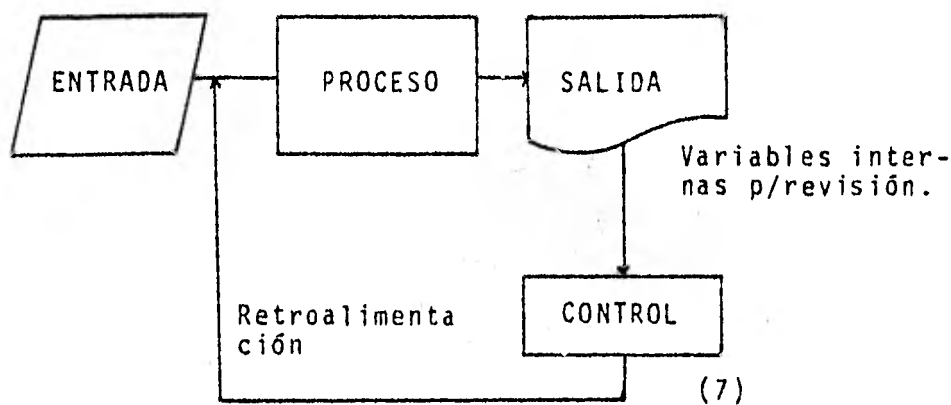 ENTRADA
PROCESO
SALIDA
Variables inter-
nas p/revisión.
CONTROL
Retroalimenta
ción
(7)